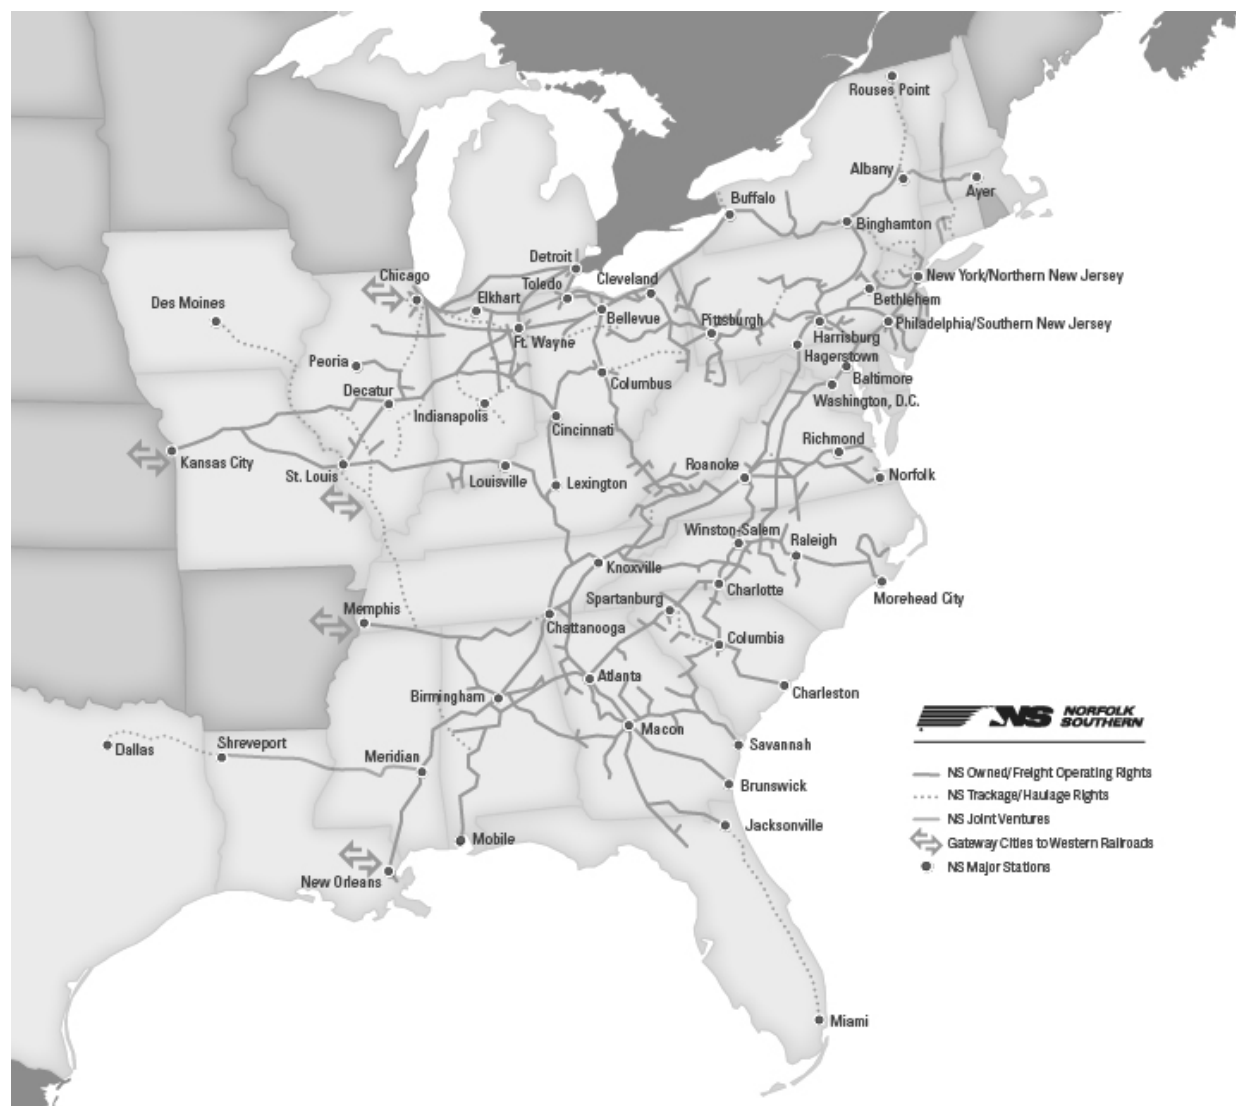 Rouses Point
Albany
Ayer
Buffalo
Binghamton
Detroit
Chicago
Cleveland
New York/Northern New Jersey
Toledo
Elkhart
Bethlehem
Des Moines
Bellevue
Pittsburgh
Philadelphia/Southern New Jersey
Ft. Wayne
Harrisburg
Hagerstown
Peoria
Baltimore
Columbus
Decatur
Washington, D.C.
Indianapolis
Cincinnati
Richmond
Kansas City
Roanoke
St. Louis
Louisville
Lexington
Norfolk
Winston-Salem
Raleigh
Knoxville
Charlotte
Spartanburg
Morehead City
Memphis
Chattanooga
Columbia
Atlanta
Birmingham
Charleston
NS NORFOLK
SOUTHERN
Macon
Dallas
Shreveport
Savannah
Meridian
NS Owned/Freight Operating Rights
Brunswick
NS Trackage/Haulage Rights
NS Joint Ventures
Jacksonville
Mobile
Gateway Cities to Western Railroads
NS Major Stations
New Orleans
Miami